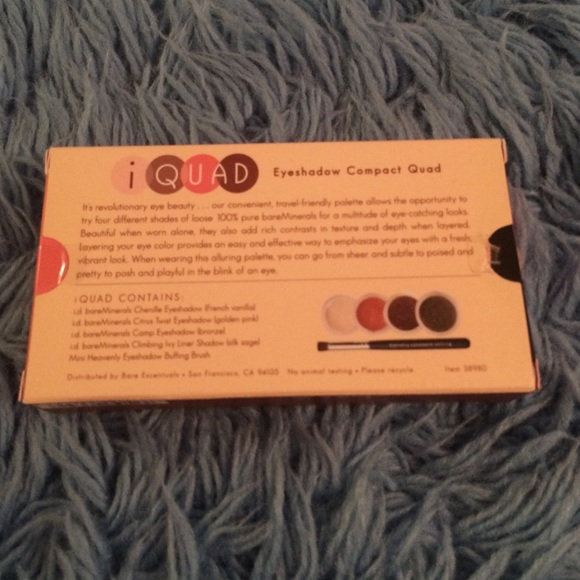 iQUAD Eyeshadow Compact Quad
It's revolutionary eye beauty . . . our convenient, travel-friendly palette allows the opportunity to
try four different shades of loose 100% pure bareMinerals for a multitude of eye-catching looks.
Beautiful when worn alone, they also add rich contrasts in texture and depth when layered.
Layering your eye color provides an easy and effective way to emphasize your eyes with a fresh,
vibrant look. When wearing this alluring palette, you can go from sheer and subtle to poised and
pretty to posh and playful in the blink of an eye.
iQUAD CONTAINS:
i.d. bareMinerals Chenille Eyeshadow (French vanilla)
i.d. bareMinerals Citrus Twist Eyeshadow (golden pink)
i.d. bareMinerals Camp Eyeshadow (bronze)
i.d. bareMinerals Climbing Ivy Liner Shadow (silk sage)
Mini Heavenly Eyeshadow Buffing Brush
Distributed by Bare Escentuals • San Francisco, CA 94105 No animal testing • Please recycle Item 58980